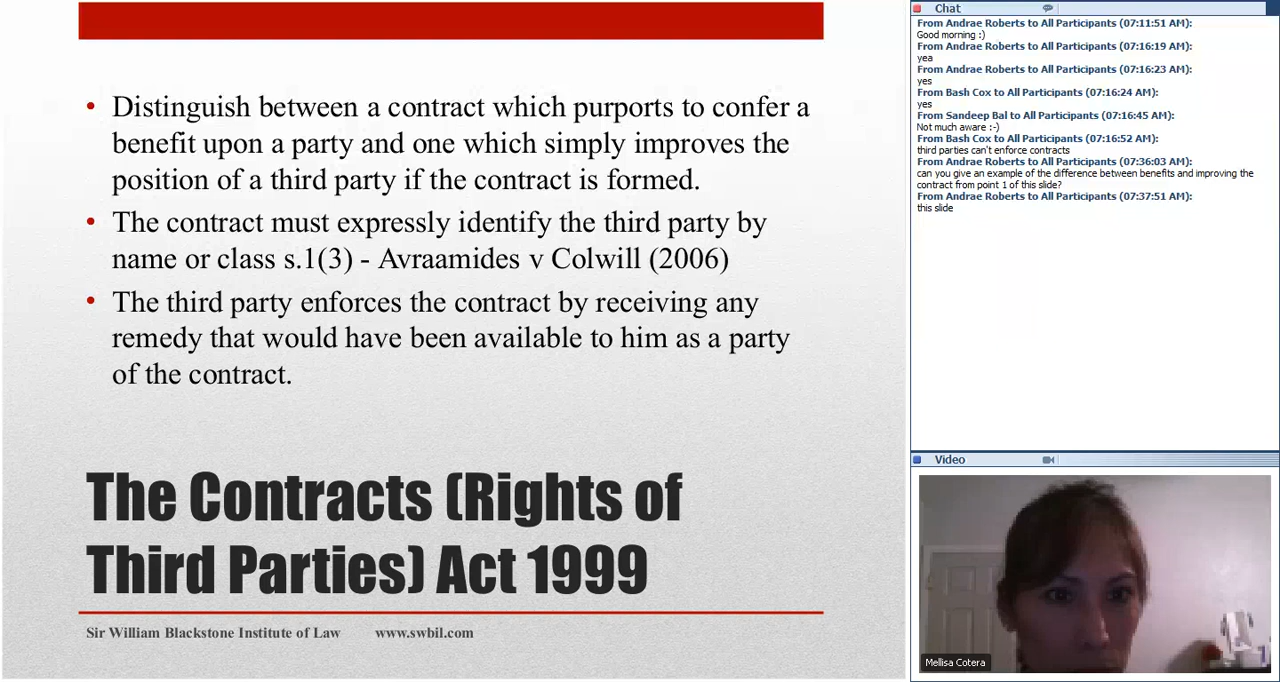 • Distinguish between a contract which purports to confer a
benefit upon a party and one which simply improves the
position of a third party if the contract is formed.
• The contract must expressly identify the third party by
name or class s.1(3) - Avraamides v Colwill (2006)
• The third party enforces the contract by receiving any
remedy that would have been available to him as a party
of the contract.
The Contracts (Rights of
Third Parties) Act 1999
Sir William Blackstone Institute of Law www.swbil.com
Chat
From Andrae Roberts to All Participants (07:11:51 AM):
Good morning :)
From Andrae Roberts to All Participants (07:16:19 AM):
yea
From Andrae Roberts to All Participants (07:16:23 AM):
yes
From Bash Cox to All Participants (07:16:24 AM):
yes
From Sandeep Bal to All Participants (07:16:45 AM):
Not much aware :-)
From Bash Cox to All Participants (07:16:52 AM):
third parties can't enforce contracts
From Andrae Roberts to All Participants (07:36:03 AM):
can you give an example of the difference between benefits and improving the
contract from point 1 of this slide?
From Andrae Roberts to All Participants (07:37:51 AM):
this slide
Video
Mellisa Cotera